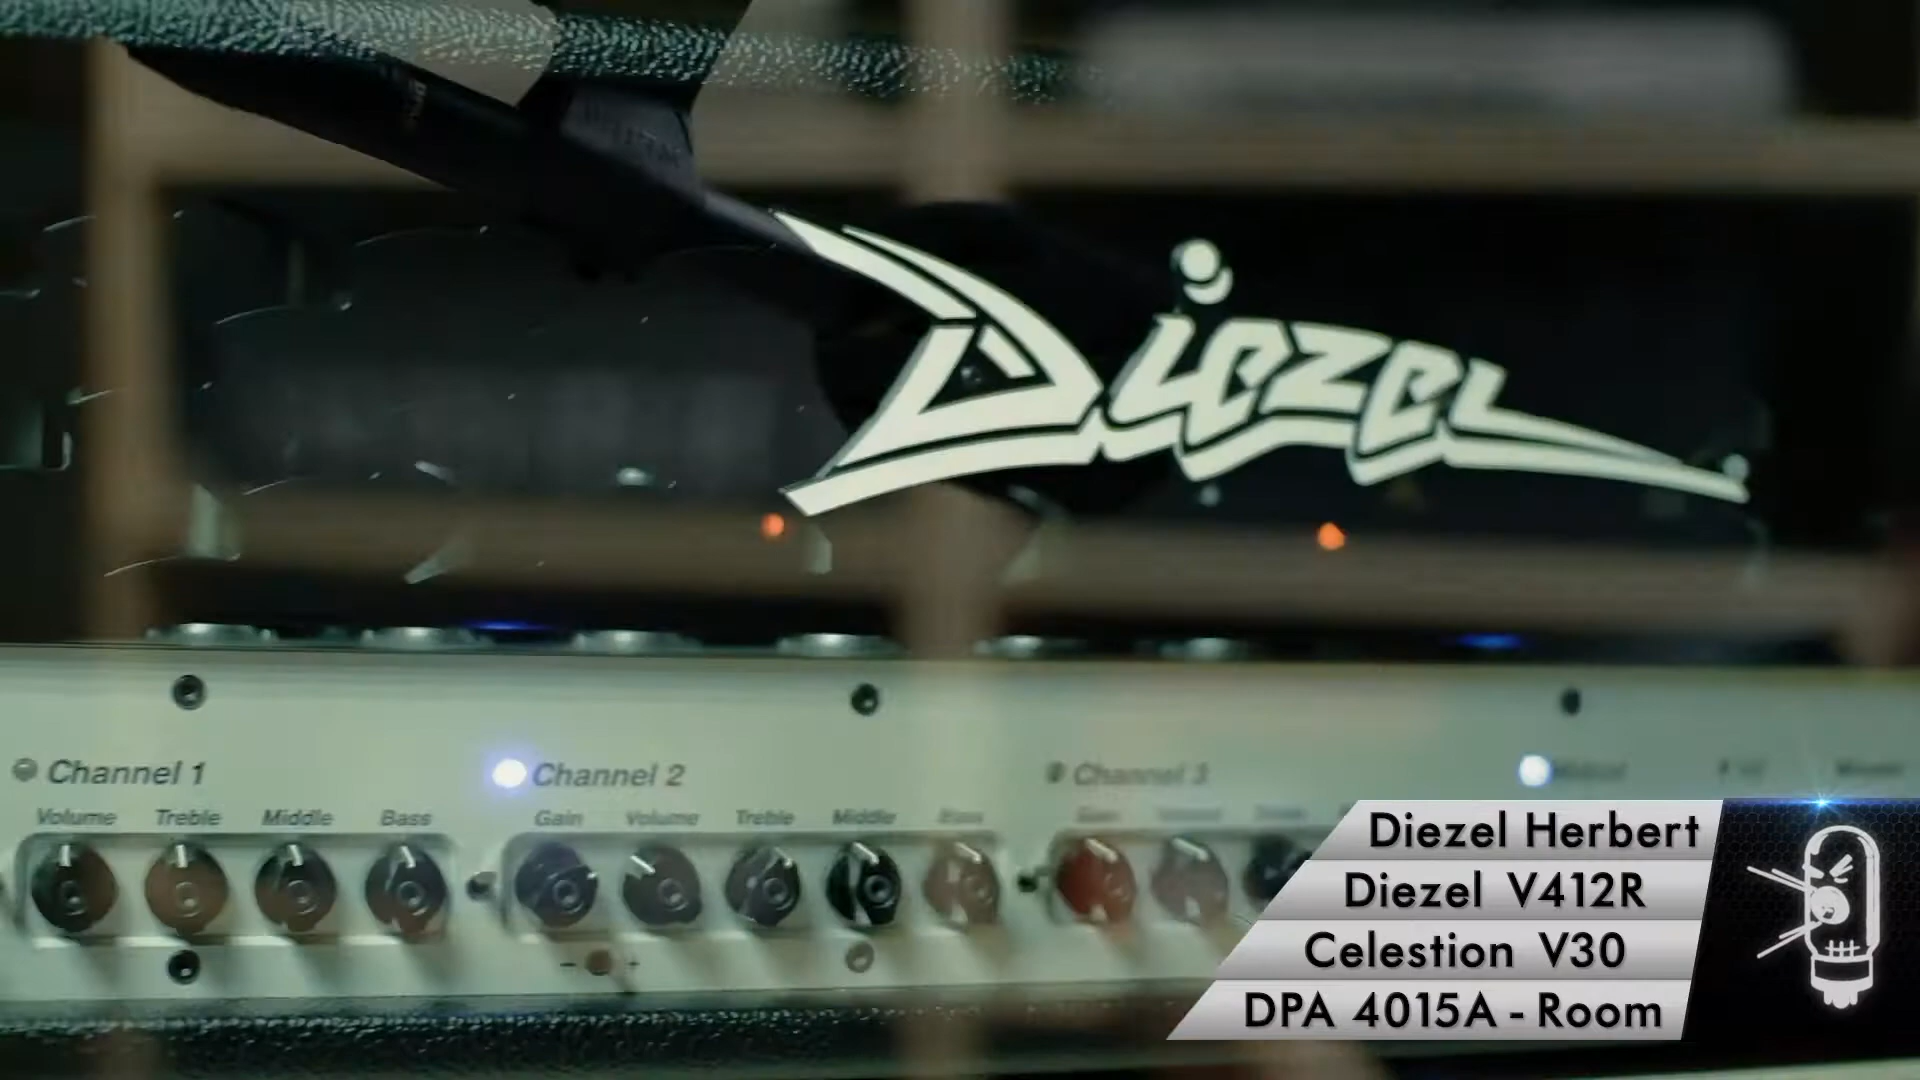 Diezel
Channel 1
Channel 2
Channel 3
Volume Treble Middle Bass
Gain Volume Treble Middle Bass
Gain
- +
Diezel Herbert
Diezel V412R
Celestion V30
DPA 4015A - Room